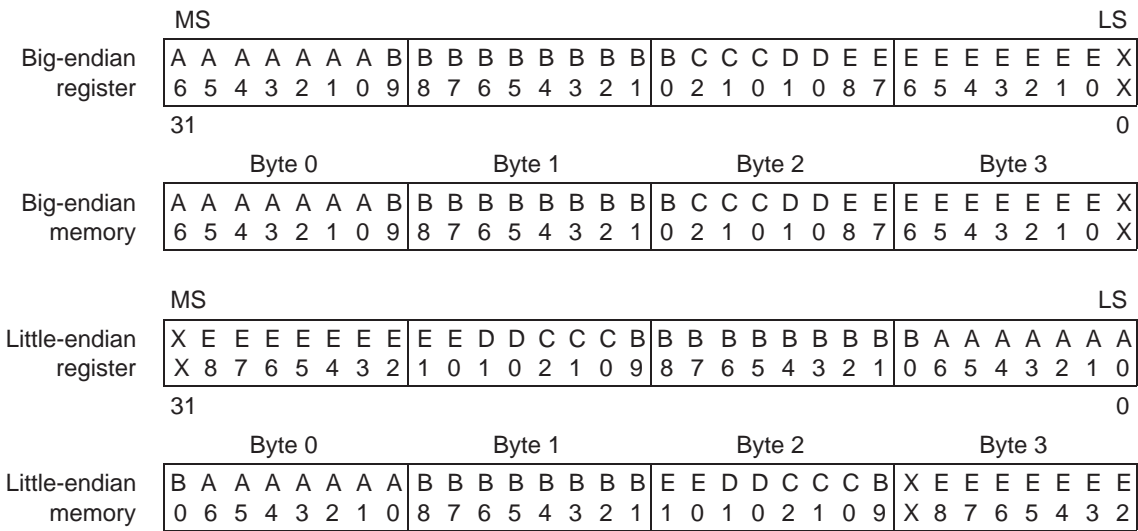 MS LS
Big-endian A A A A A A A B B B B B B B B B B C C C D D E E E E E E E E E X
register 6 5 4 3 2 1 0 9 8 7 6 5 4 3 2 1 0 2 1 0 1 0 8 7 6 5 4 3 2 1 0 X
31 0
Byte 0 Byte 1 Byte 2 Byte 3
Big-endian A A A A A A A B B B B B B B B B B C C C D D E E E E E E E E E X
memory 6 5 4 3 2 1 0 9 8 7 6 5 4 3 2 1 0 2 1 0 1 0 8 7 6 5 4 3 2 1 0 X
MS LS
Little-endian X E E E E E E E E E D D C C C B B B B B B B B B B A A A A A A A
register X 8 7 6 5 4 3 2 1 0 1 0 2 1 0 9 8 7 6 5 4 3 2 1 0 6 5 4 3 2 1 0
31 0
Byte 0 Byte 1 Byte 2 Byte 3
Little-endian B A A A A A A A B B B B B B B B E E D D C C C B X E E E E E E E
memory 0 6 5 4 3 2 1 0 8 7 6 5 4 3 2 1 1 0 1 0 2 1 0 9 X 8 7 6 5 4 3 2